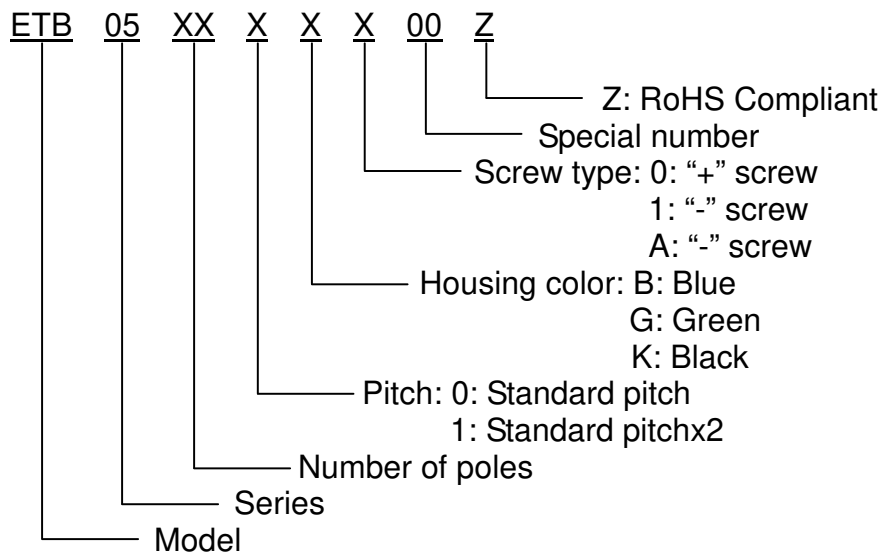 ETB 05 XX X X X 00 Z
Z: RoHS Compliant
Special number
Screw type: 0: “+” screw
1: “-” screw
A: “-” screw
Housing color: B: Blue
G: Green
K: Black
Pitch: 0: Standard pitch
1: Standard pitchx2
Number of poles
Series
Model